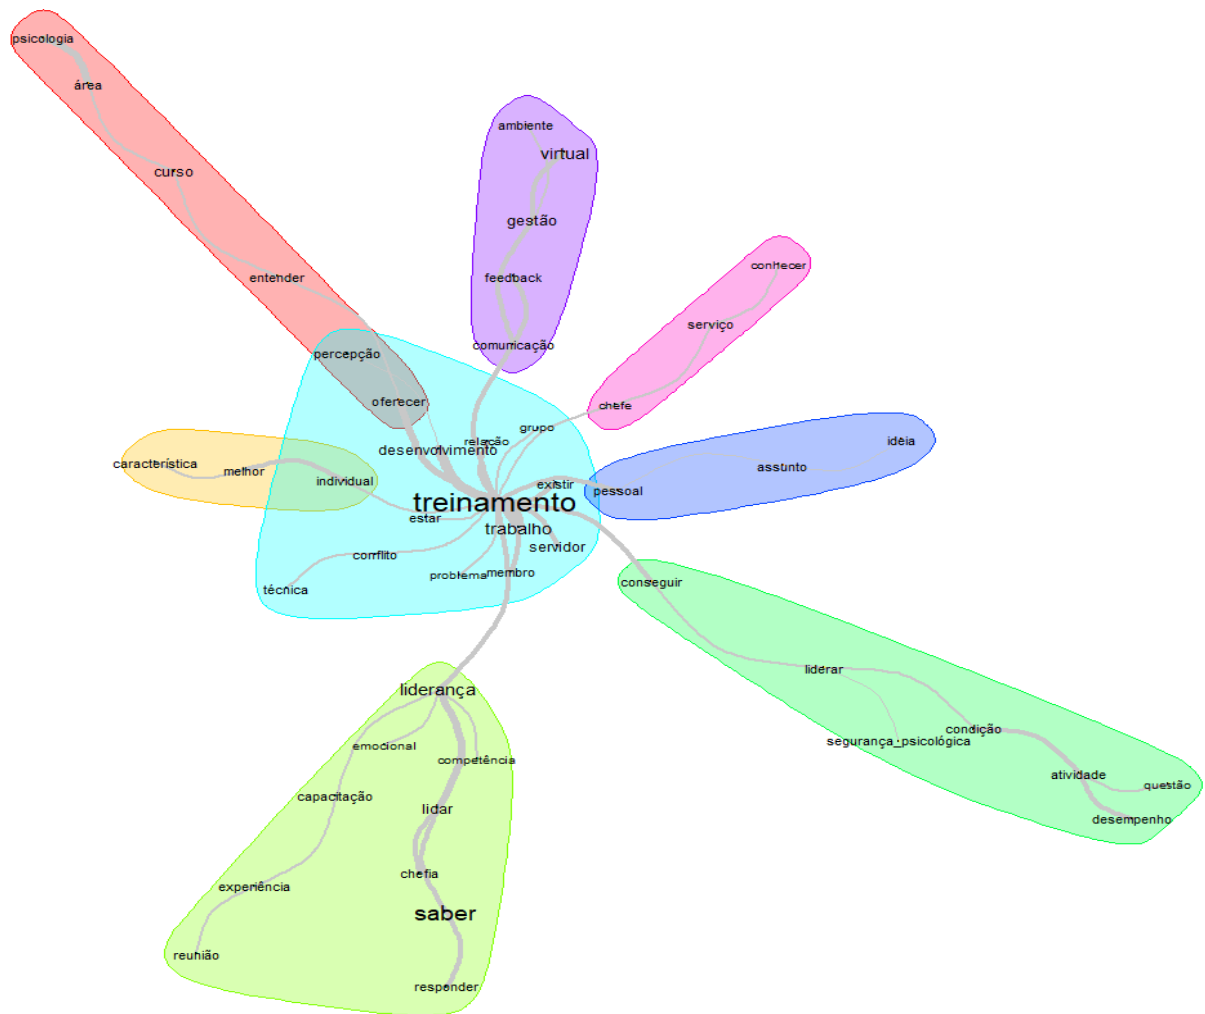 psicologia
área
ambiente
virtual
curso
gestão
entender
feedback
conhecer
serviço
comunicação
percepção
oferecer
chefe
grupo
relação
desenvolvimento
idéia
assunto
característica
melhor
individual
existir
pessoal
treinamento
estar
trabalho
servidor
conflito
problema
membro
técnica
conseguir
liderar
liderança
condição
segurança_psicológica
emocional
competência
atividade
questão
capacitação
lidar
desempenho
chefia
experiência
saber
reunião
responder